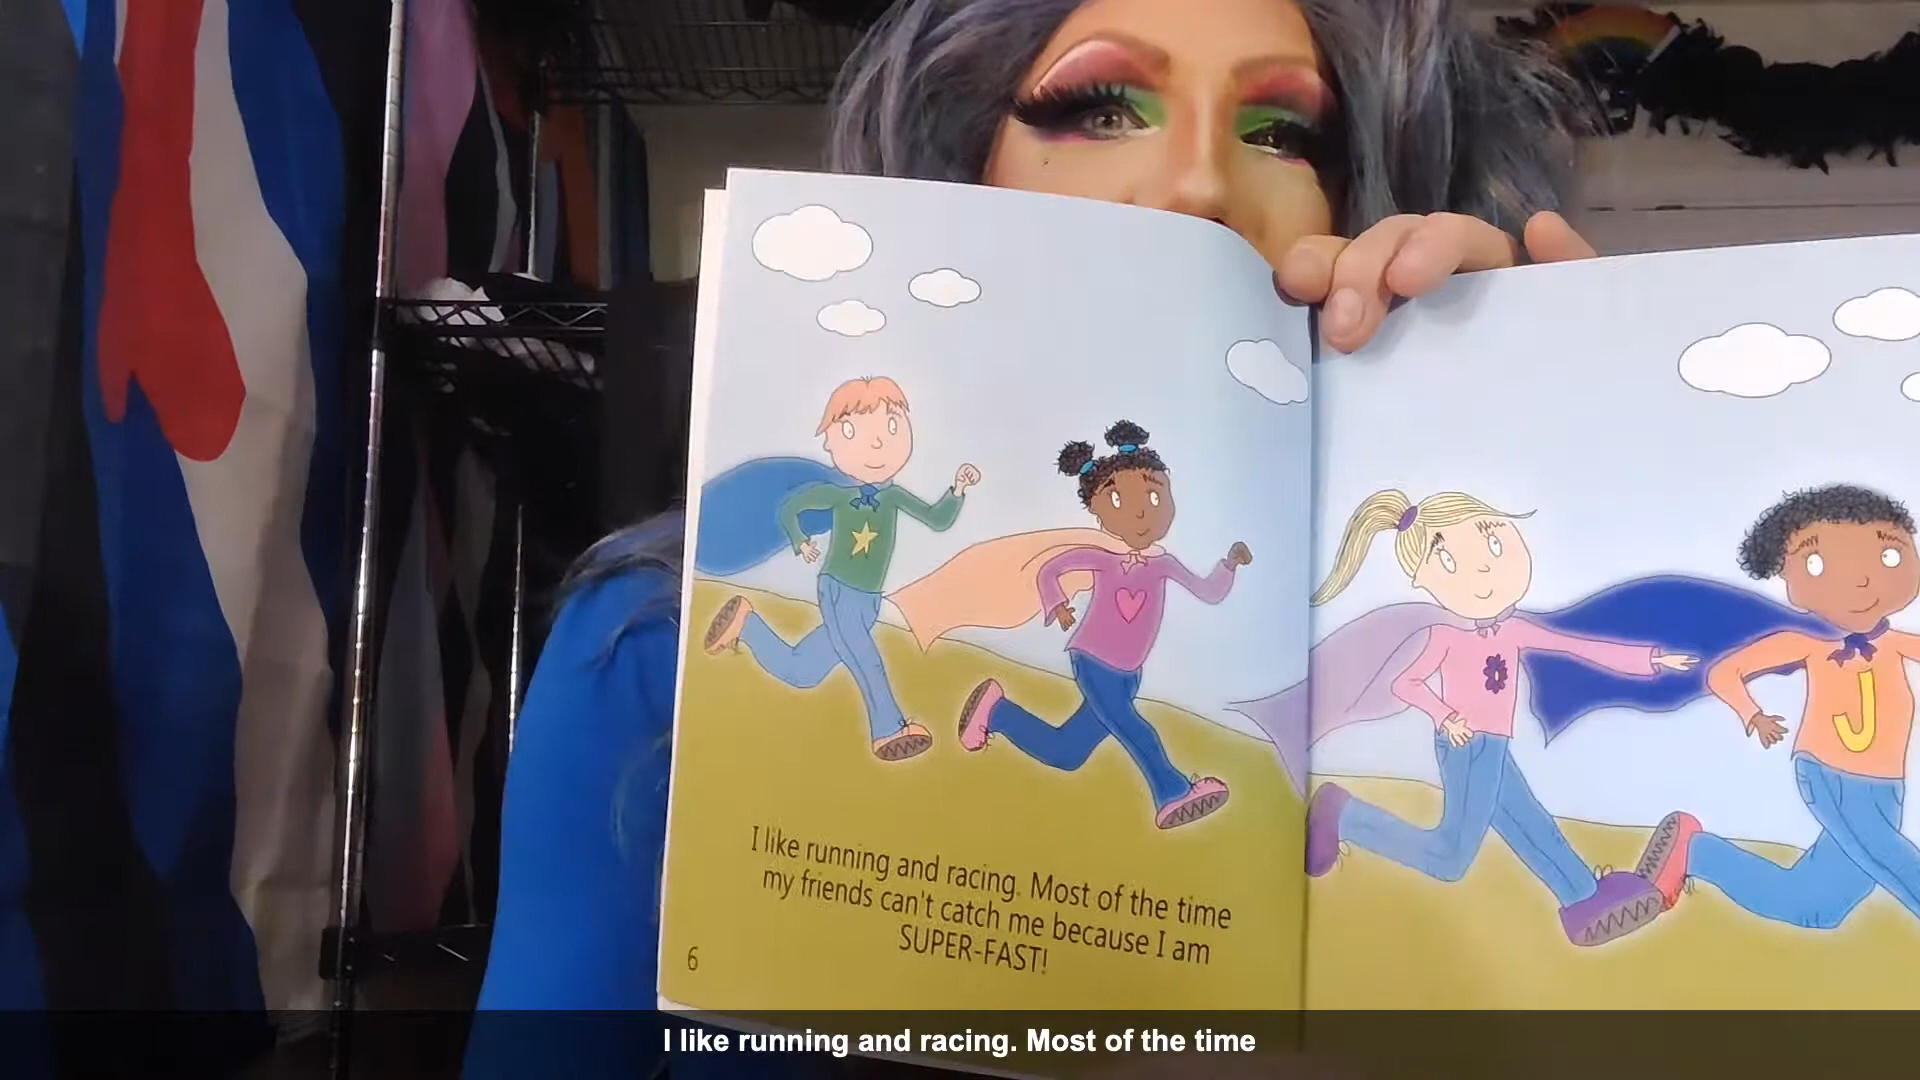 I like running and racing. Most of the time
my friends can't catch me because I am
SUPER-FAST!
6
J
I like running and racing. Most of the time